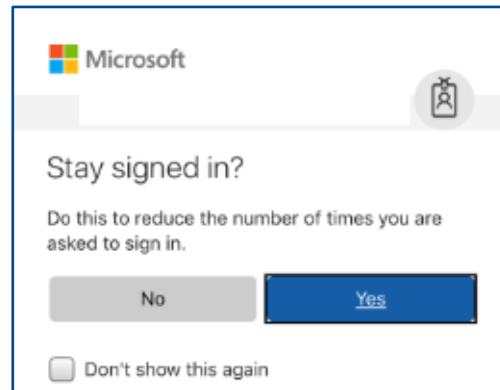 Microsoft
Stay signed in?
Do this to reduce the number of times you are
asked to sign in.
No
Yes
Don't show this again